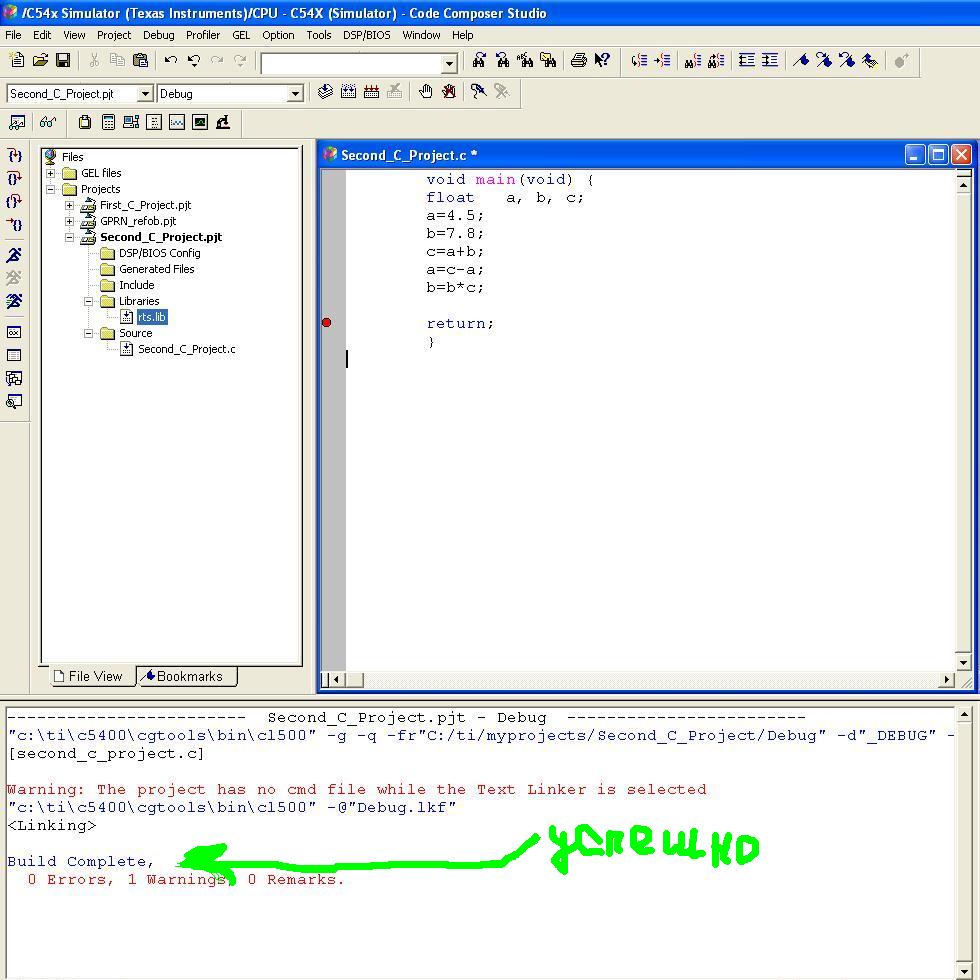 /C54x Simulator (Texas Instruments)/CPU - C54X (Simulator) - Code Composer Studio
File Edit View Project Debug Profiler GEL Option Tools DSP/BIOS Window Help
Second_C_Project.pjt Debug
Files
GEL files
Projects
First_C_Project.pjt
GPRN_refob.pjt
Second_C_Project.pjt
DSP/BIOS Config
Generated Files
Include
Libraries
rts.lib
Source
Second_C_Project.c
File View Bookmarks
Second_C_Project.c *
void main(void) {
float a, b, c;
a=4.5;
b=7.8;
c=a+b;
a=c-a;
b=b*c;
return;
}
------------------------ Second_C_Project.pjt - Debug ------------------------
"c:\ti\c5400\cgtools\bin\cl500" -g -q -fr"C:/ti/myprojects/Second_C_Project/Debug" -d"_DEBUG" -
[second_c_project.c]
Warning: The project has no cmd file while the Text Linker is selected
"c:\ti\c5400\cgtools\bin\cl500" -@"Debug.lkf"
<Linking>
успешно
Build Complete,
0 Errors, 1 Warnings, 0 Remarks.